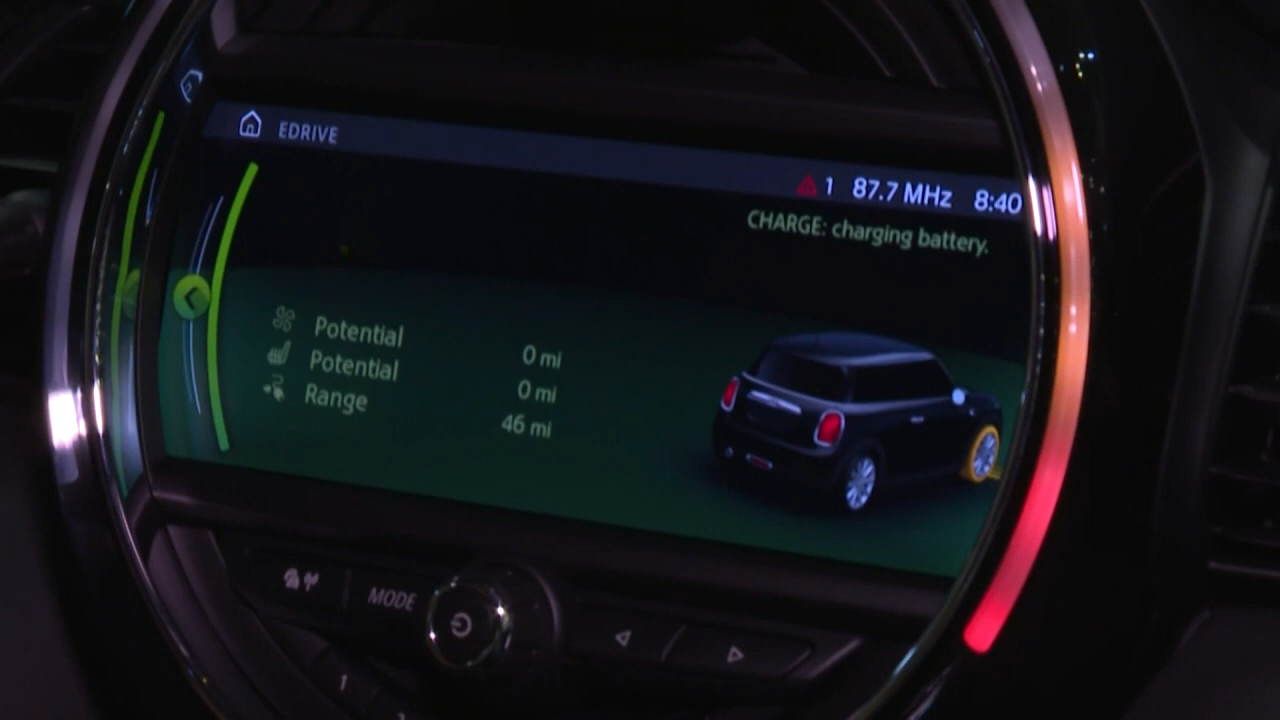 EDRIVE
1 87.7 MHz 8:40
CHARGE: charging battery.
Potential 0 mi
Potential 0 mi
Range 46 mi
MODE
1